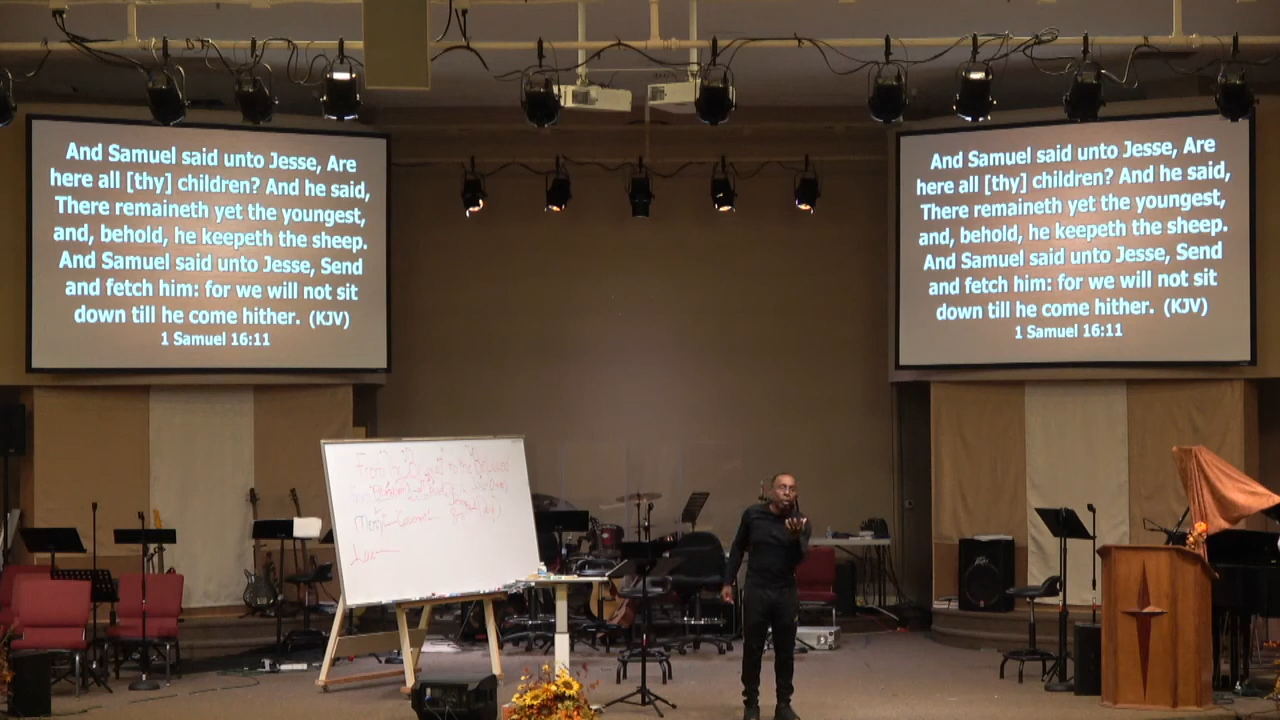 And Samuel said unto Jesse, Are
here all [thy] children? And he said,
There remaineth yet the youngest,
and, behold, he keepeth the sheep.
And Samuel said unto Jesse, Send
and fetch him: for we will not sit
down till he come hither. (KJV)
1 Samuel 16:11
And Samuel said unto Jesse, Are
here all [thy] children? And he said,
There remaineth yet the youngest,
and, behold, he keepeth the sheep.
And Samuel said unto Jesse, Send
and fetch him: for we will not sit
down till he come hither. (KJV)
1 Samuel 16:11
From to the